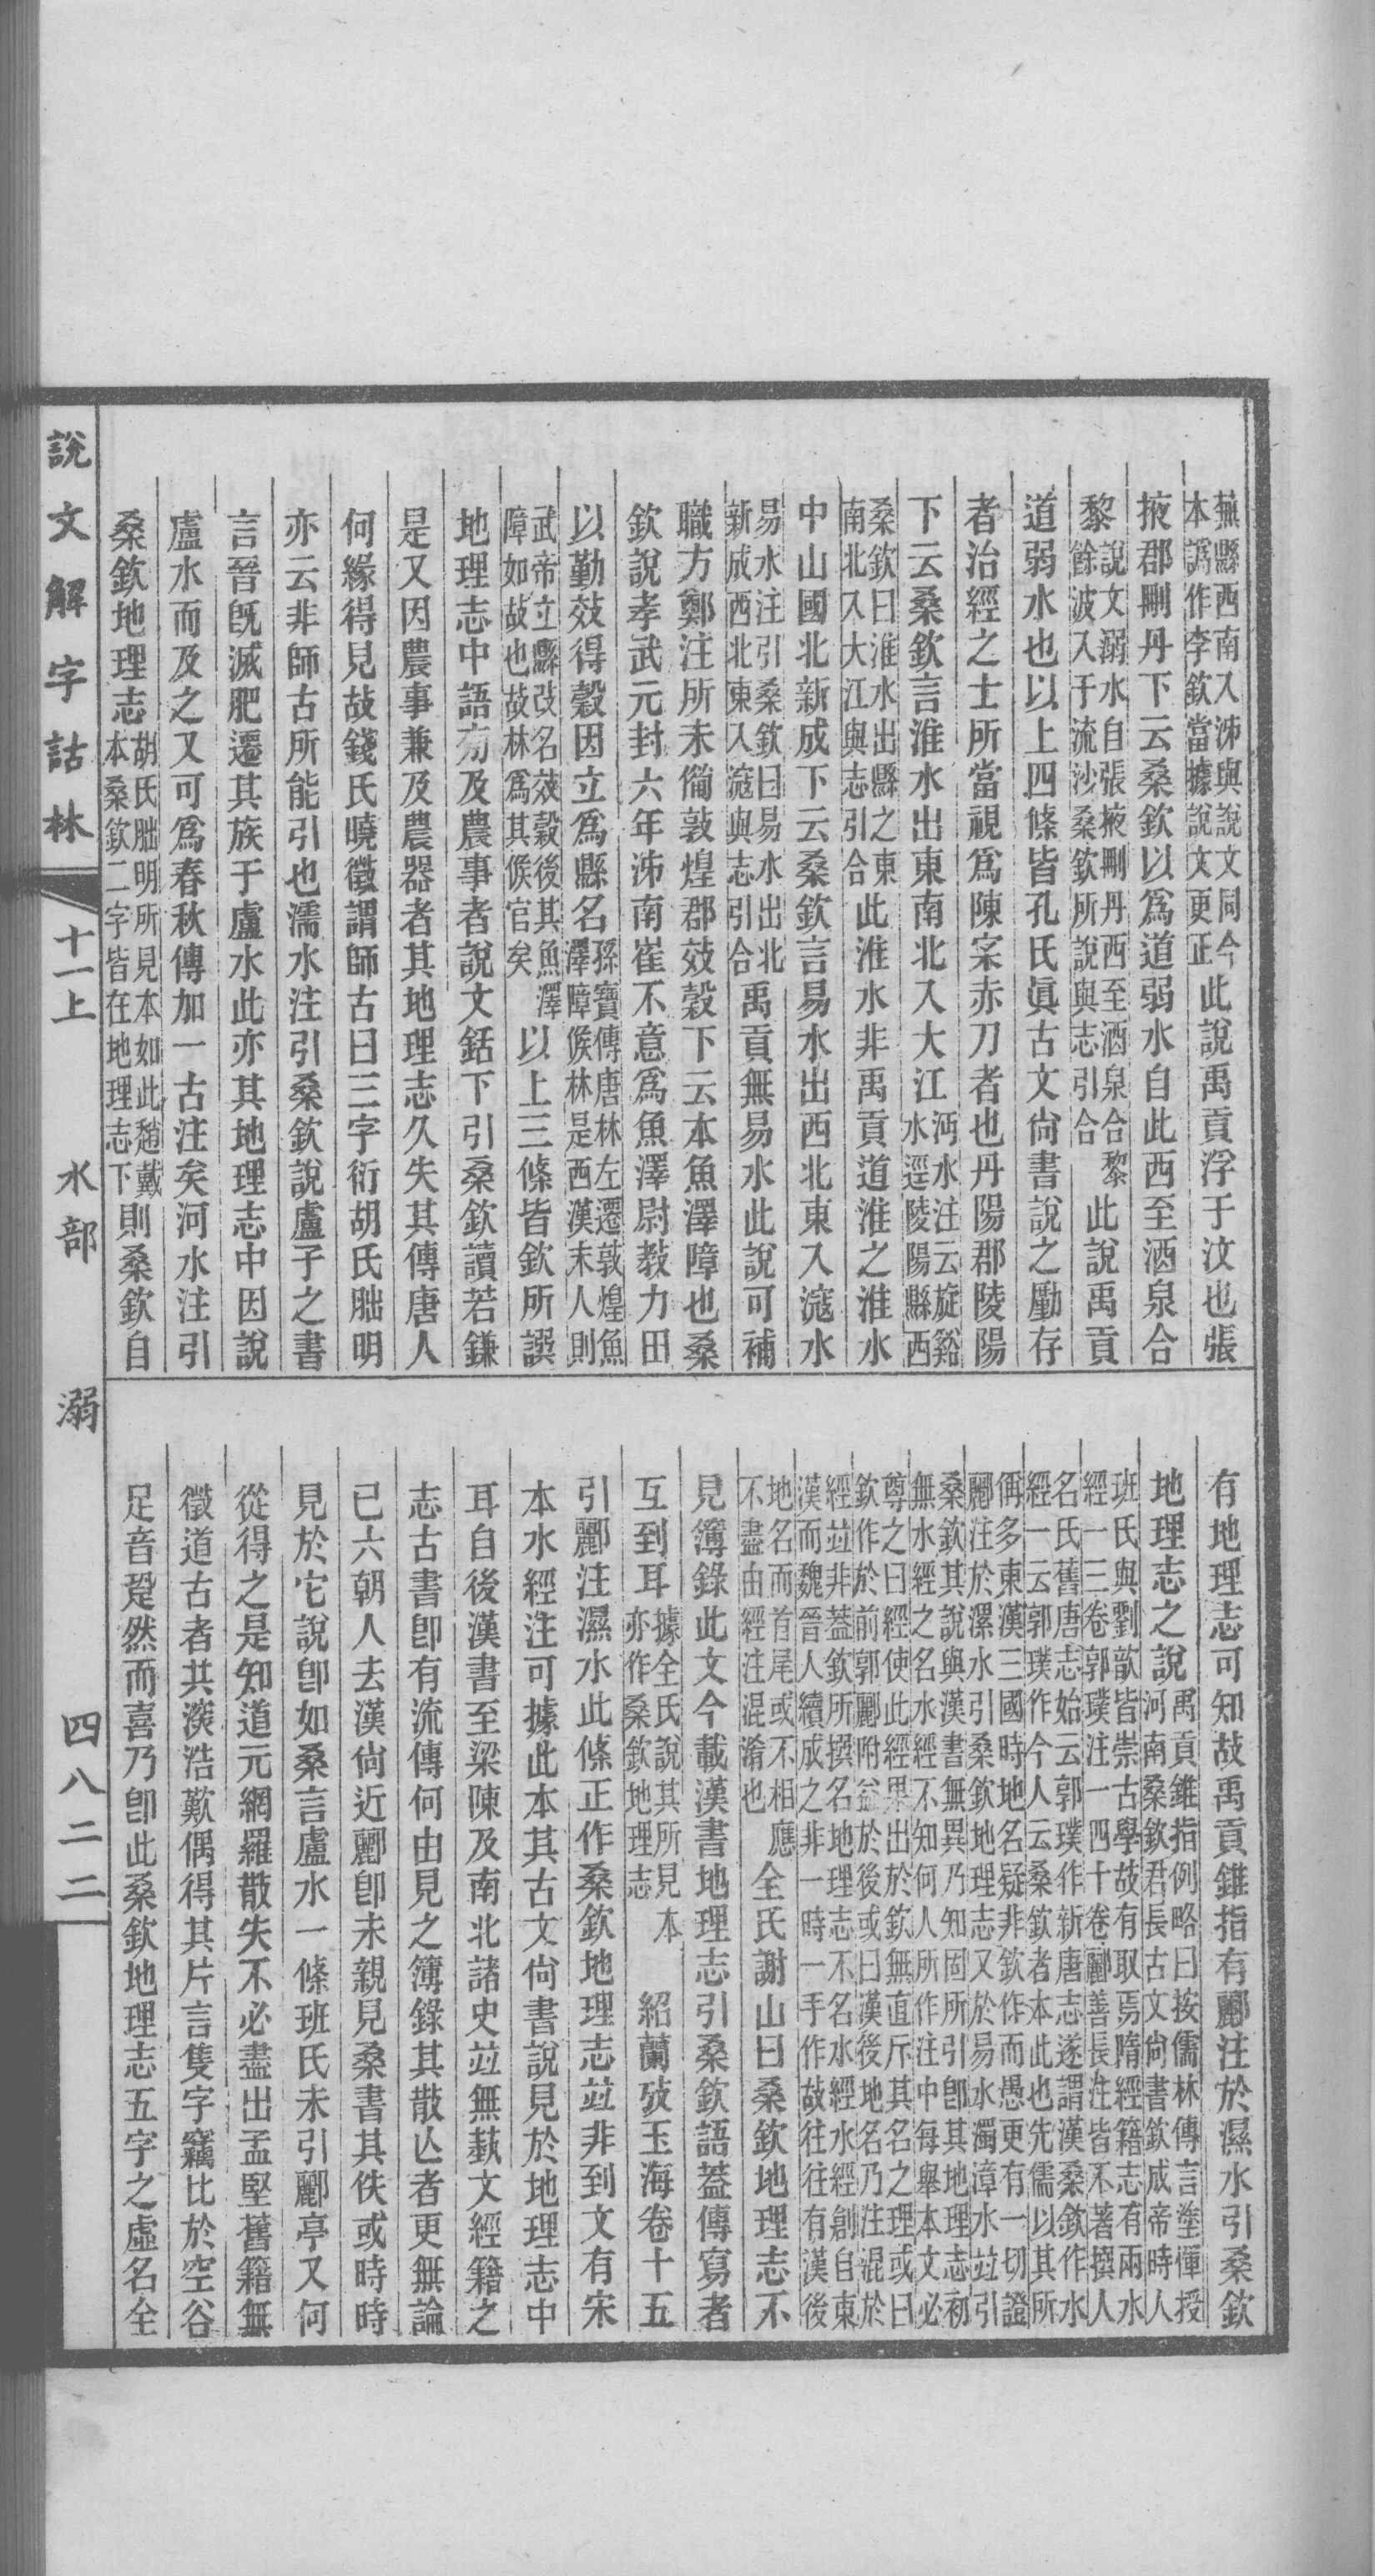 蕪縣西南入泲與說文同今
本譌作李欽當據說文更正
此說禹貢浮于汶也張
掖郡刪丹下云桑欽以爲道弱水自此西至酒泉合
黎
說文溺水自張掖刪丹西至酒泉合黎
餘波入于流沙桑欽所說與志引合
此說禹貢
道弱水也以上四條皆孔氏眞古文尙書說之勵存
者治經之士所當視爲陳宋赤刀者也丹陽郡陵陽
下云桑欽言淮水出東南北入大江
沔水注云旋谿
水逕陵陽縣西
桑欽曰淮水出縣之東
南北入大江與志引合
此淮水非禹貢道淮之淮水
中山國北新成下云桑欽言易水出西北東入滱水
易水注引桑欽曰易水出北
新成西北東入滱與志引合
禹貢無易水此說可補
職方鄭注所未僃敦煌郡效穀下云本魚澤障也桑
欽說孝武元封六年泲南崔不意爲魚澤尉教力田
以勤效得穀因立爲縣名
孫寶傳唐林左遷敦煌魚
澤障候林是西漢末人則
武帝立縣改名效穀後其魚澤
障如故也故林爲其候官矣
以上三條皆欽所譔
地理志中語㫄及農事者說文銛下引桑欽讀若鎌
是又因農事兼及農器者其地理志久失其傳唐人
何緣得見故錢氏曉徵謂師古曰三字衍胡氏朏明
亦云非師古所能引也濡水注引桑欽說盧子之書
言晉旣滅肥遷其族于盧水此亦其地理志中因說
盧水而及之又可爲春秋傳加一古注矣河水注引
桑欽地理志
胡氏朏明所見本如此趙戴
本桑欽二字皆在地理志下
則桑欽自
有地理志可知故禹貢錐指有酈注於濕水引桑欽
地理志之說
禹貢錐指例略曰按儒林傳言塗惲授
河南桑欽君長古文尙書欽成帝時人
班氏與劉歆皆崇古學故有取焉隋經籍志有兩水
經一三卷郭璞注一四十卷酈善長注皆不著撰人
名氏舊唐志始云郭璞作新唐志遂謂漢桑欽作水
經一云郭璞作今人云桑欽者本此也先儒以其所
偁多東漢三國時地名疑非欽作而愚更有一切證
酈注於漯水引桑欽地理志又於易水濁漳水竝引
桑欽其說與漢書無異乃知固所引卽其地理志初
無水經之名水經不知何人所作注中每舉本文必
尊之曰經使此經果出於欽無直斥其名之理或曰
欽作於前郭酈附益於後或曰漢後地名乃注混於
經竝非蓋欽所撰名地理志不名水經水經創自東
漢而魏晉人續成之非一時一手作故往往有漢後
地名而首尾或不相應
不盡由經注混淆也
全氏謝山曰桑欽地理志不
見簿錄此文今載漢書地理志引桑欽語蓋傳寫者
互到耳
據全氏說其所見本
亦作桑欽地理志
紹蘭攷玉海卷十五
引酈注濕水此條正作桑欽地理志竝非到文有宋
本水經注可據此本其古文尙書說見於地理志中
耳自後漢書至梁陳及南北諸史竝無蓺文經籍之
志古書卽有流傳何由見之簿錄其散亾者更無論
已六朝人去漢尙近酈卽未親見桑書其佚或時時
見於它說卽如桑言盧水一條班氏未引酈亭又何
從得之是知道元網羅散失不必盡出孟堅舊籍無
徵道古者共深浩歎偶得其片言隻字竊比於空谷
足音跫然而喜乃卽此桑欽地理志五字之虛名全
說文解字詁林 十一上 水部 溺 四八二二